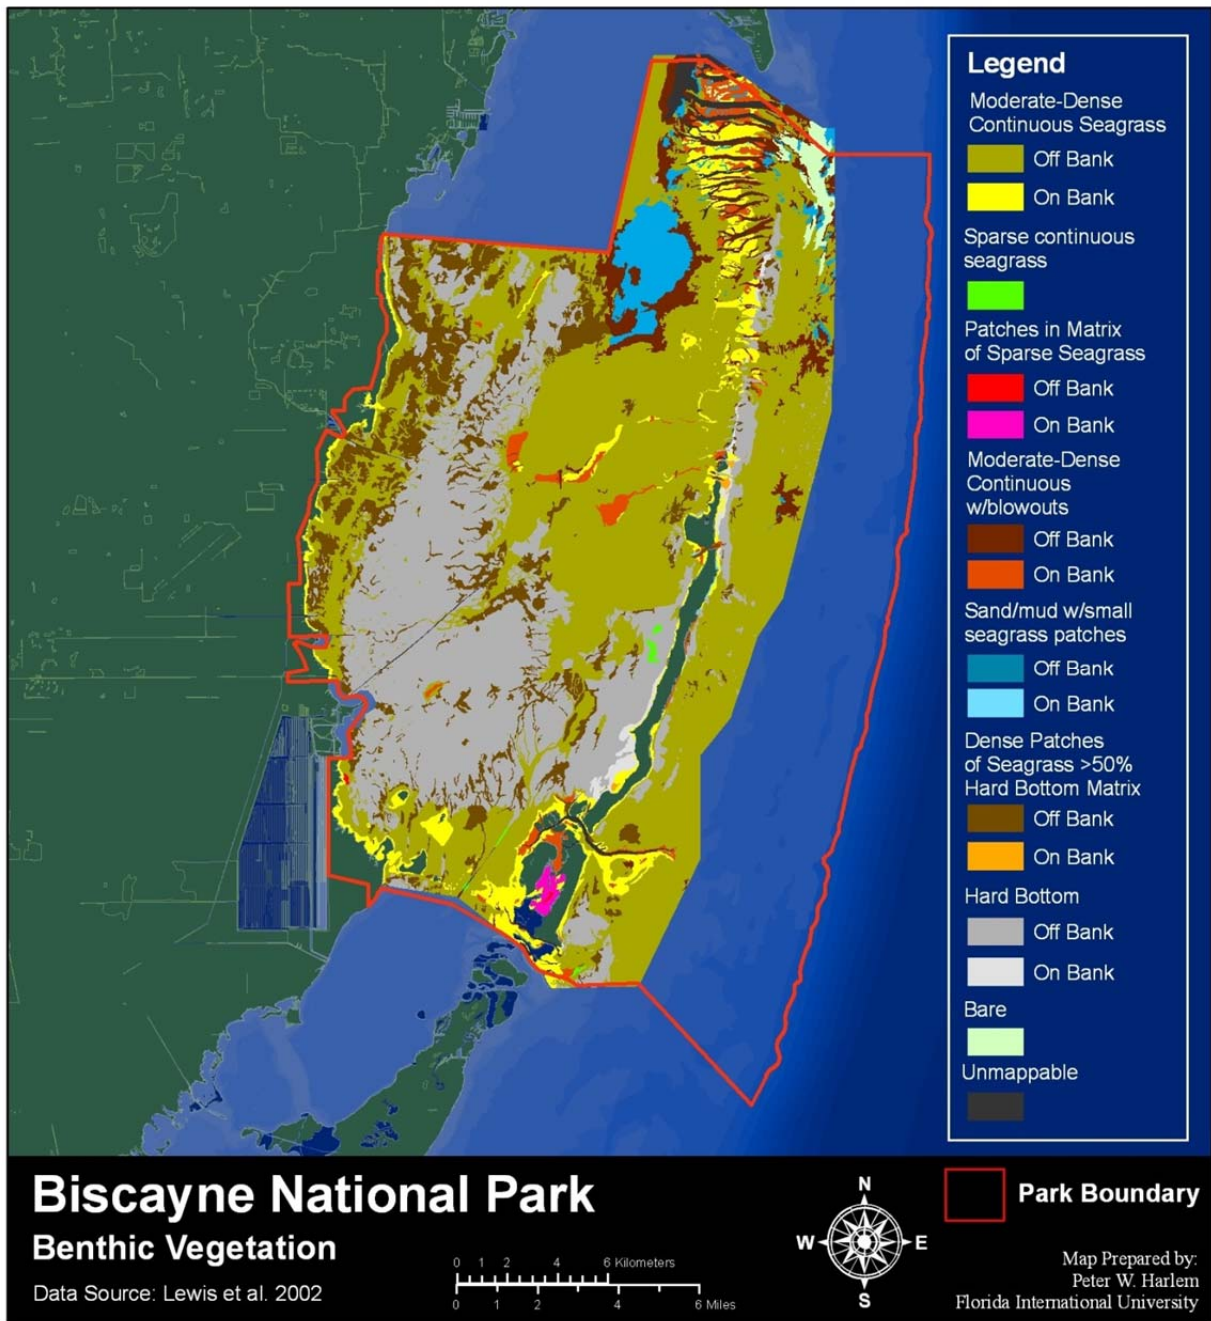 Legend
Moderate-Dense
Continuous Seagrass
Off Bank
On Bank
Sparse continuous
seagrass
Patches in Matrix
of Sparse Seagrass
Off Bank
On Bank
Moderate-Dense
Continuous
w/blowouts
Off Bank
On Bank
Sand/mud w/small
seagrass patches
Off Bank
On Bank
Dense Patches
of Seagrass >50%
Hard Bottom Matrix
Off Bank
On Bank
Hard Bottom
Off Bank
On Bank
Bare
Unmappable
Biscayne National Park
Benthic Vegetation
Data Source: Lewis et al. 2002
0 1 2 4 6 Kilometers
0 1 2 4 6 Miles
N
W E
S
Park Boundary
Map Prepared by:
Peter W. Harlem
Florida International University